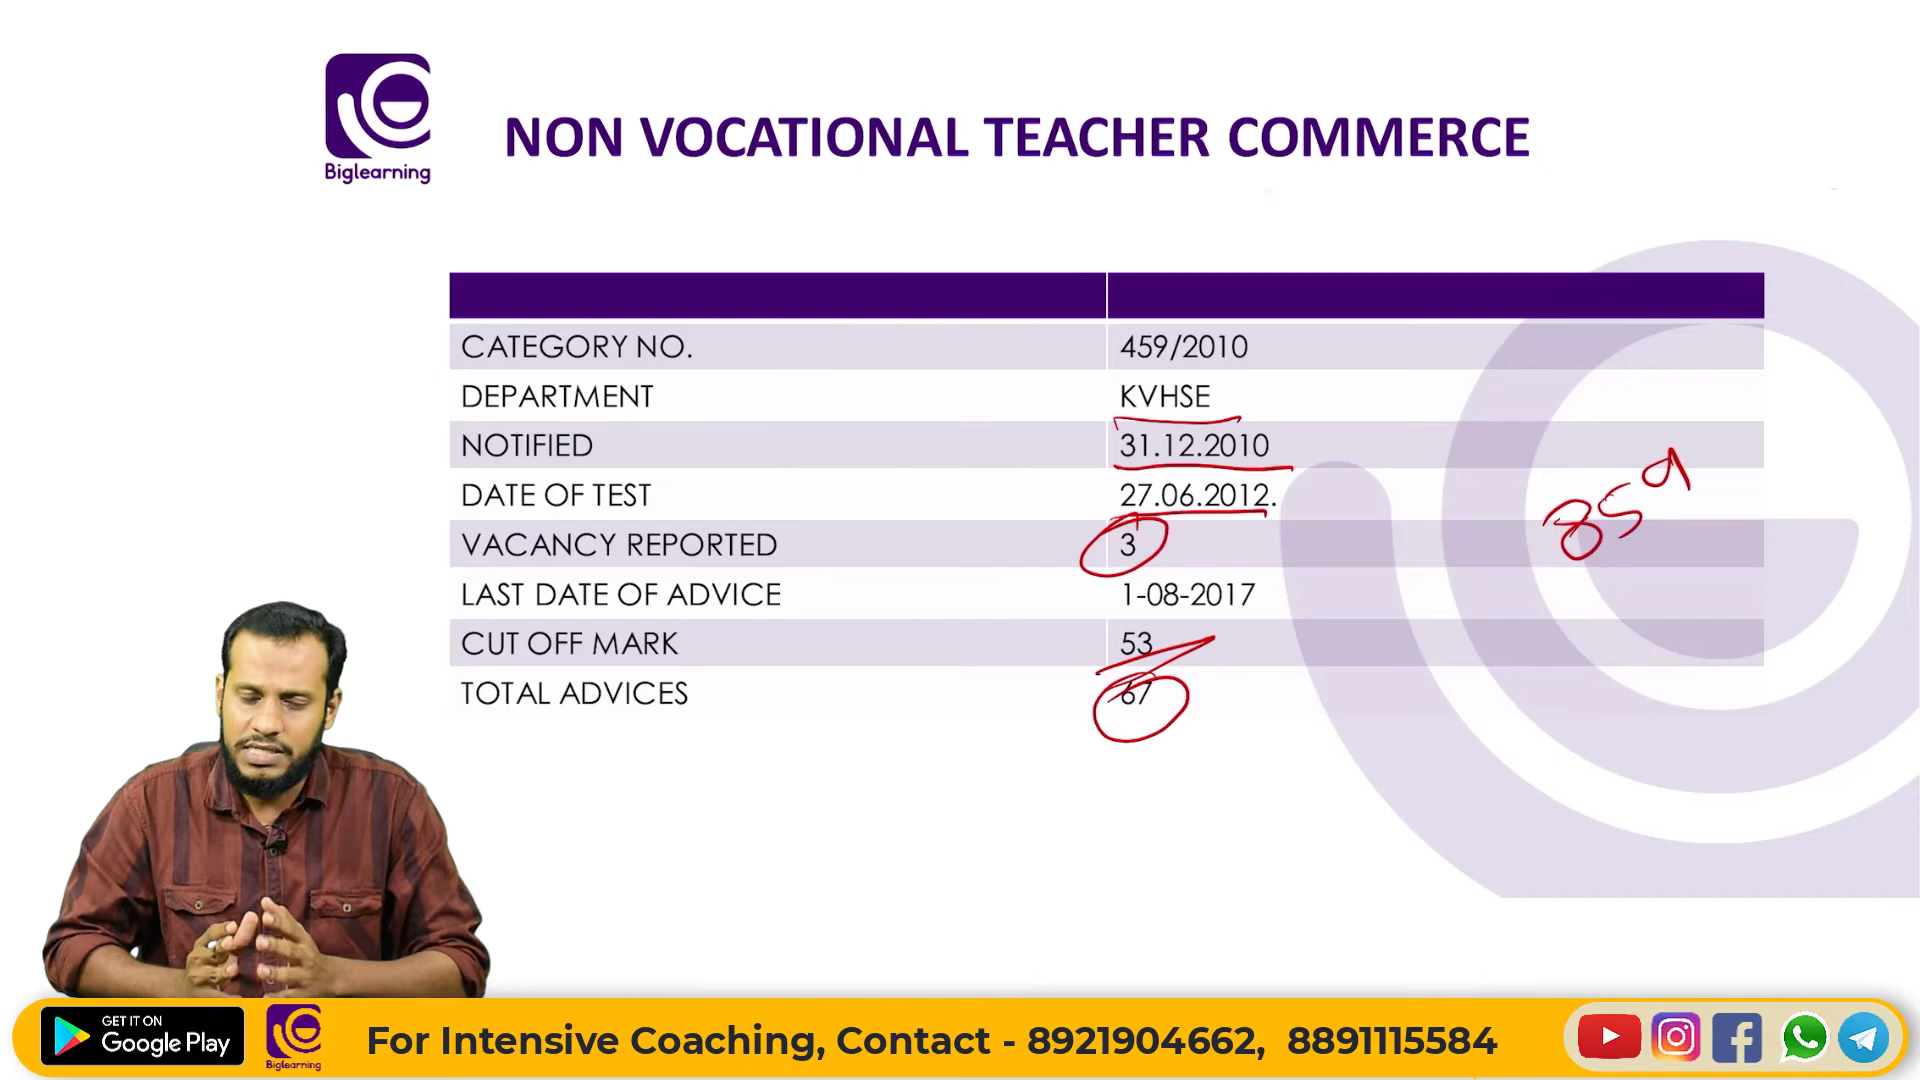 Biglearning
NON VOCATIONAL TEACHER COMMERCE
CATEGORY NO. 459/2010
DEPARTMENT KVHSE
NOTIFIED 31.12.2010
DATE OF TEST 27.06.2012.
VACANCY REPORTED 3
LAST DATE OF ADVICE 1-08-2017
CUT OFF MARK 53
TOTAL ADVICES 67
859
GET IT ON
Google Play
Biglearning
For Intensive Coaching, Contact - 8921904662, 8891115584